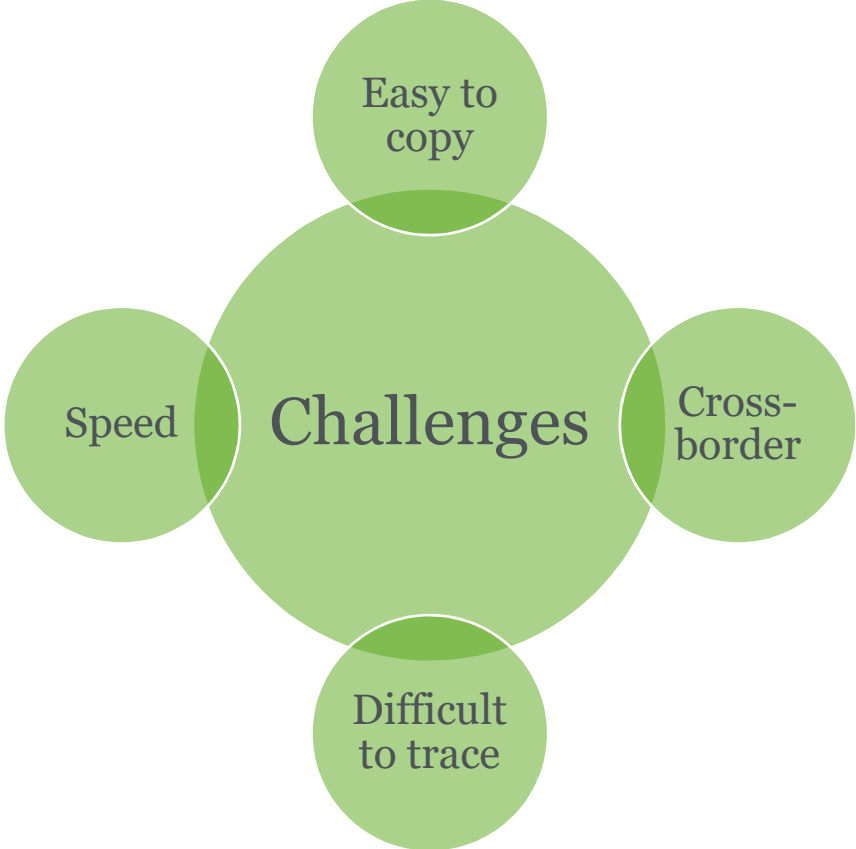 Easy to
copy
Speed
Challenges
Cross-
border
Difficult
to trace